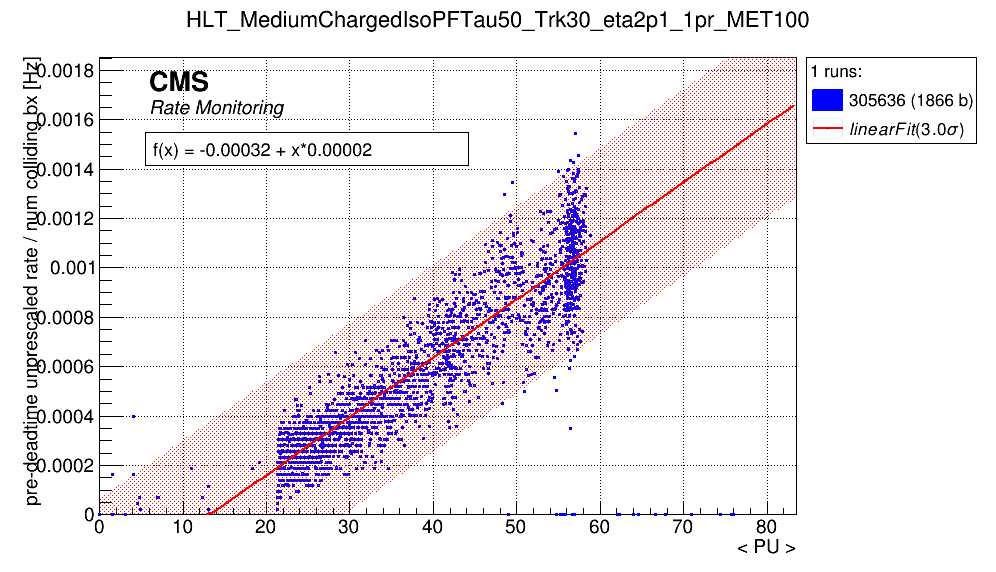 HLT_MediumChargedIsoPFTau50_Trk30_eta2p1_1pr_MET100
pre-deadtime unprescaled rate / num colliding bx [Hz]
0.0018
0.0016
0.0014
0.0012
0.001
0.0008
0.0006
0.0004
0.0002
0
CMS
Rate Monitoring
f(x) = -0.00032 + x*0.00002
1 runs:
305636 (1866 b)
linearFit(3.0σ)
0 10 20 30 40 50 60 70 80
< PU >